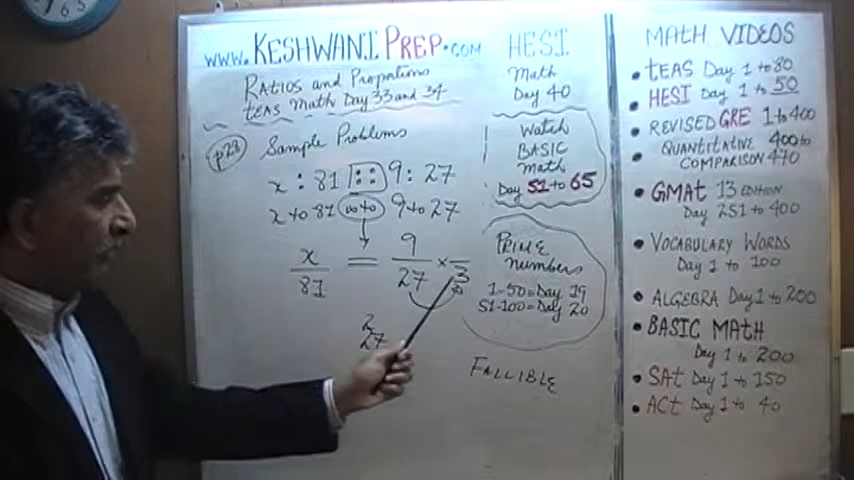 www.KESHWANIPREP.com
RATIOS and PROPATIONS
TEAS Math Day 33 and 34
p23
Sample Problems
x : 81 :: 9 : 27
x to 81 as to 9 to 27
x/81 = 9/27 × /3
2
27
HESI
Math
Day 40
Watch
BASIC
Math
Day 51 to 65
PRIME
numbers
1-50 = Day 19
51-100 = Day 20
FALLIBLE
MATH VIDEOS
• TEAS Day 1 to 80
• HESI Day 1 to 50
• REVISED GRE 1 to 400
• QUANTITATIVE 400 to
COMPARISON 470
• GMAT 13 EDITION
Day 251 to 400
• VOCABULARY WORDS
Day 1 to 100
• ALGEBRA Day 1 to 200
• BASIC MATH
Day 1 to 200
• SAT Day 1 to 150
• ACT Day 1 to 40
6
5